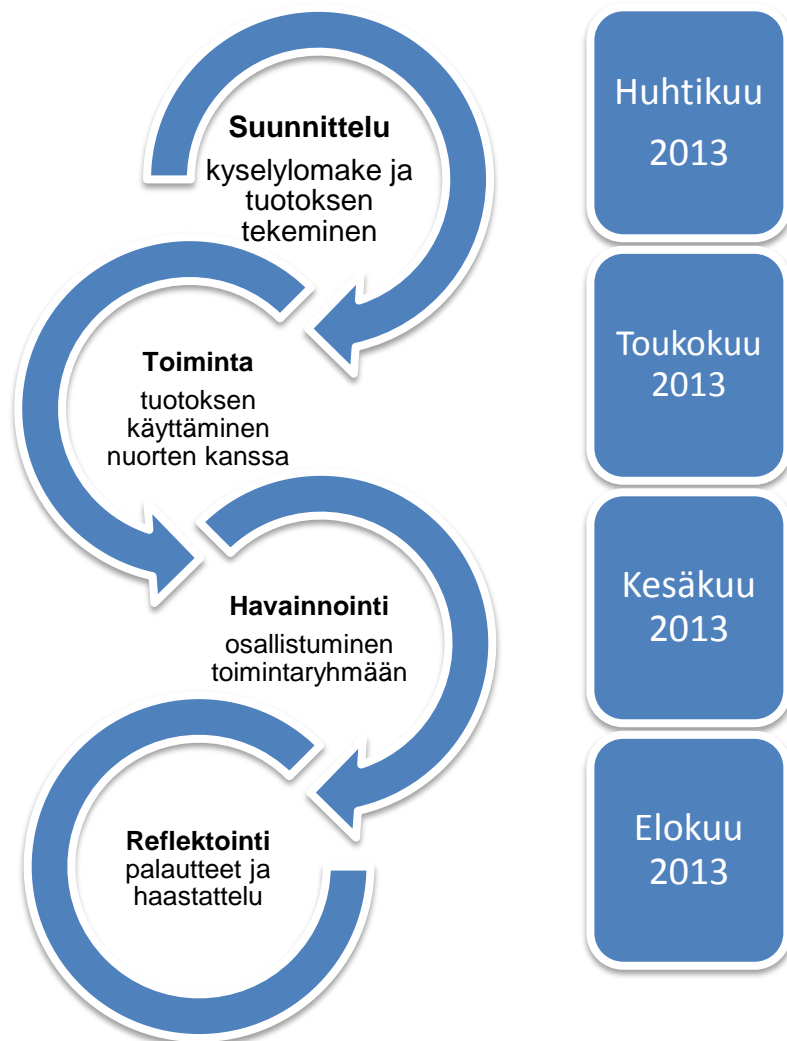 Suunnittelu
kyselylomake ja
tuotoksen
tekeminen
Huhtikuu
2013
Toiminta
tuotoksen
käyttäminen
nuorten kanssa
Toukokuu
2013
Havainnointi
osallistuminen
toimintaryhmään
Kesäkuu
2013
Reflektointi
palautteet ja
haastattelu
Elokuu
2013